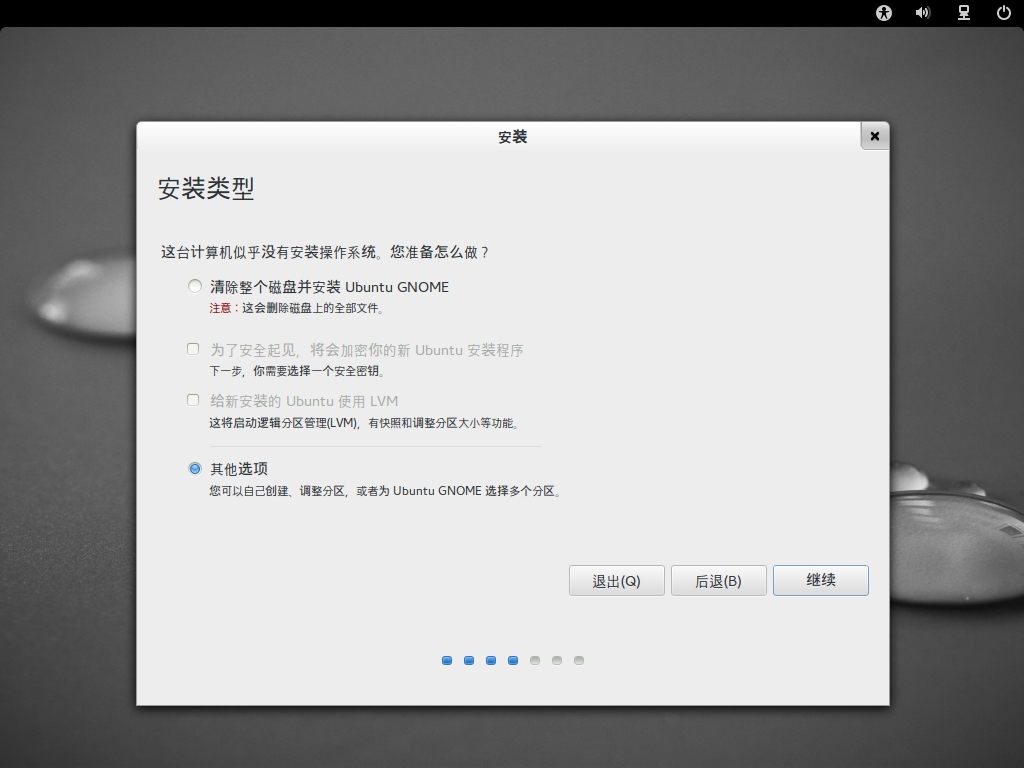 安装
安装类型
这台计算机似乎没有安装操作系统。您准备怎么做？
清除整个磁盘并安装 Ubuntu GNOME
注意：这会删除磁盘上的全部文件。
为了安全起见，将会加密你的新 Ubuntu 安装程序
下一步，你需要选择一个安全密钥。
给新安装的 Ubuntu 使用 LVM
这将启动逻辑分区管理(LVM)，有快照和调整分区大小等功能。
其他选项
您可以自己创建、调整分区，或者为 Ubuntu GNOME 选择多个分区。
退出(Q) 后退(B) 继续